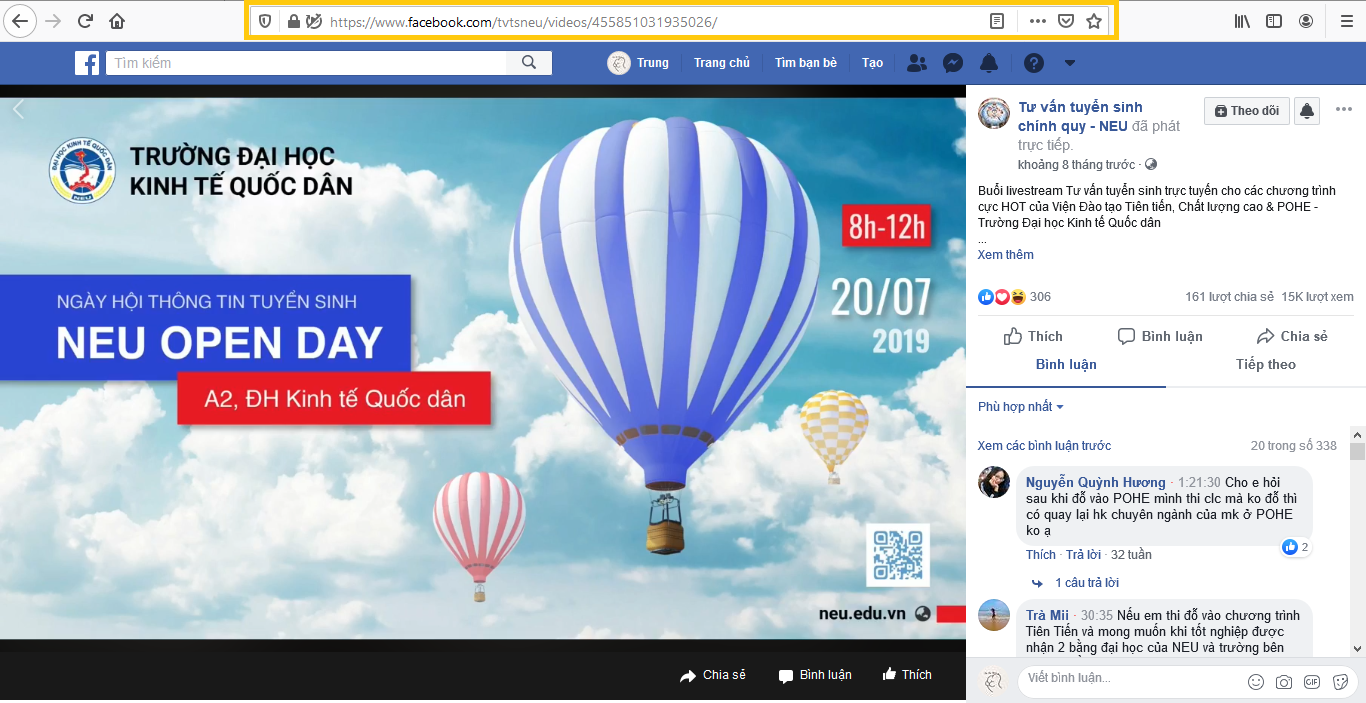 https://www.facebook.com/tvtsneu/videos/455851031935026/
Tìm kiếm
Trung
Trang chủ
Tìm bạn bè
Tạo
TRƯỜNG ĐẠI HỌC
KINH TẾ QUỐC DÂN
8h-12h
20/07
2019
NGÀY HỘI THÔNG TIN TUYỂN SINH
NEU OPEN DAY
A2, ĐH Kinh tế Quốc dân
neu.edu.vn
Chia sẻ
Bình luận
Thích
Tư vấn tuyển sinh
chính quy - NEU đã phát
trực tiếp.
khoảng 8 tháng trước ·
Theo dõi
Buổi livestream Tư vấn tuyển sinh trực tuyến cho các chương trình
cực HOT của Viện Đào tạo Tiên tiến, Chất lượng cao & POHE -
Trường Đại học Kinh tế Quốc dân
...
Xem thêm
306
161 lượt chia sẻ 15K lượt xem
Thích
Bình luận
Chia sẻ
Bình luận
Tiếp theo
Phù hợp nhất
Xem các bình luận trước
20 trong số 338
Nguyễn Quỳnh Hương · 1:21:30 Cho e hỏi
sau khi đỗ vào POHE mình thi clc mà ko đỗ thì
có quay lại hk chuyên ngành của mk ở POHE
ko ạ
2
Thích · Trả lời · 32 tuần
1 câu trả lời
Trà Mii · 30:35 Nếu em thi đỗ vào chương trình
Tiên Tiến và mong muốn khi tốt nghiệp được
nhận 2 bằng đại học của NEU và trường bên
Viết bình luận...
GIF